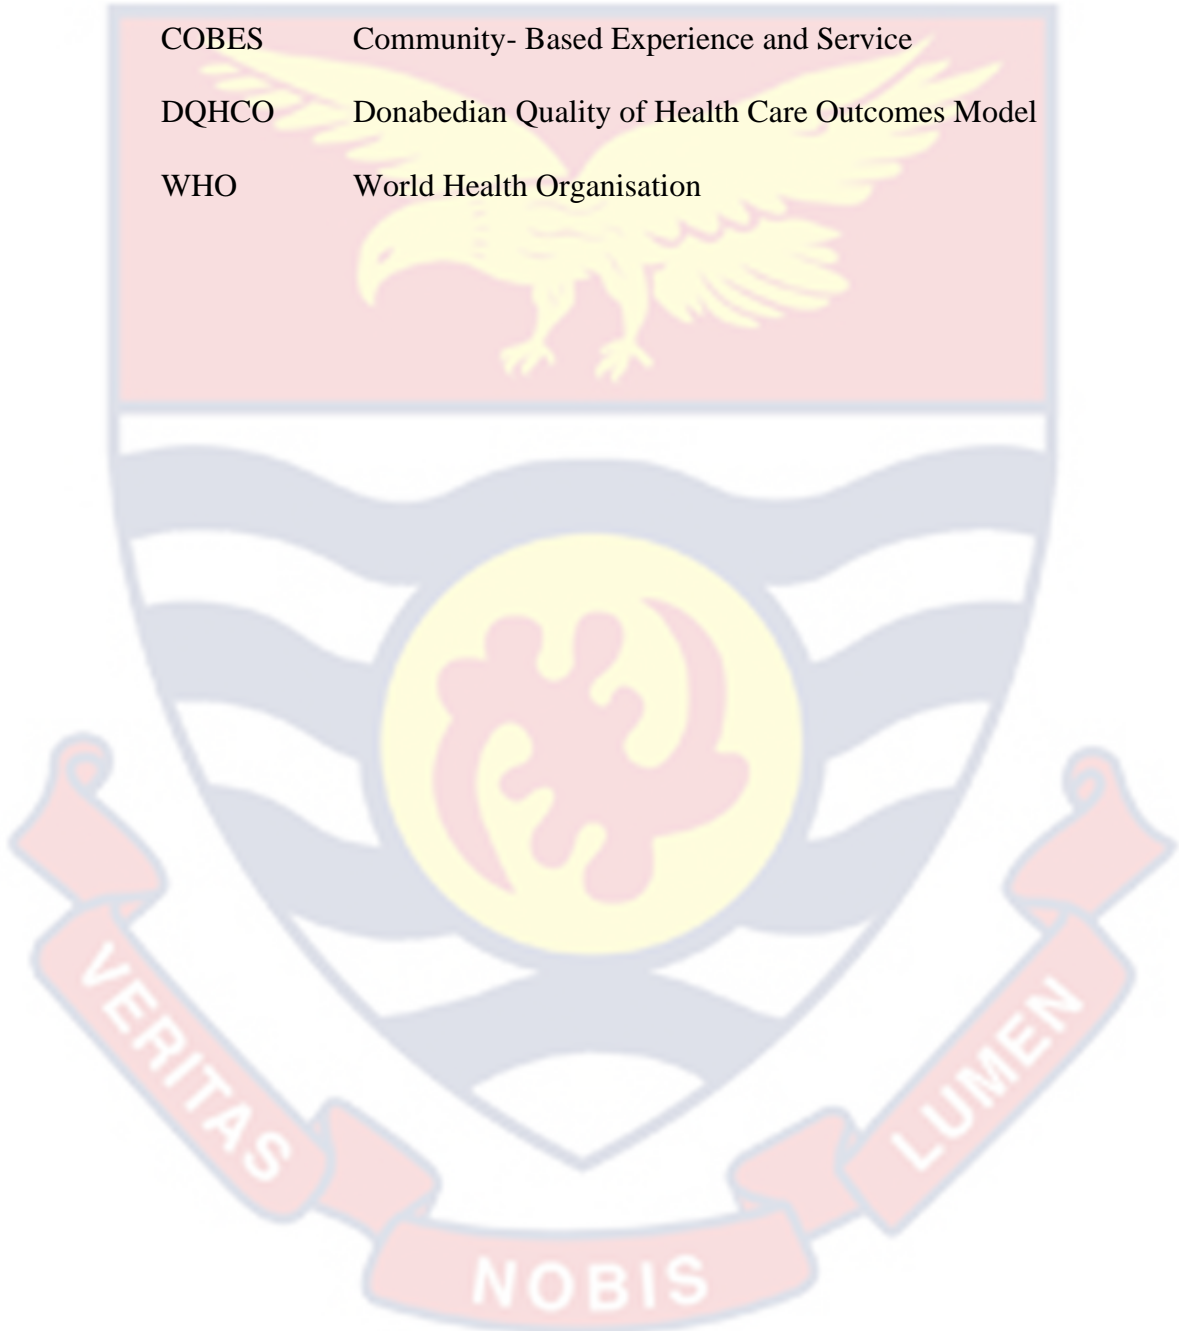 COBES Community- Based Experience and Service
DQHCO Donabedian Quality of Health Care Outcomes Model
WHO World Health Organisation
VERITAS
NOBIS
LUMEN